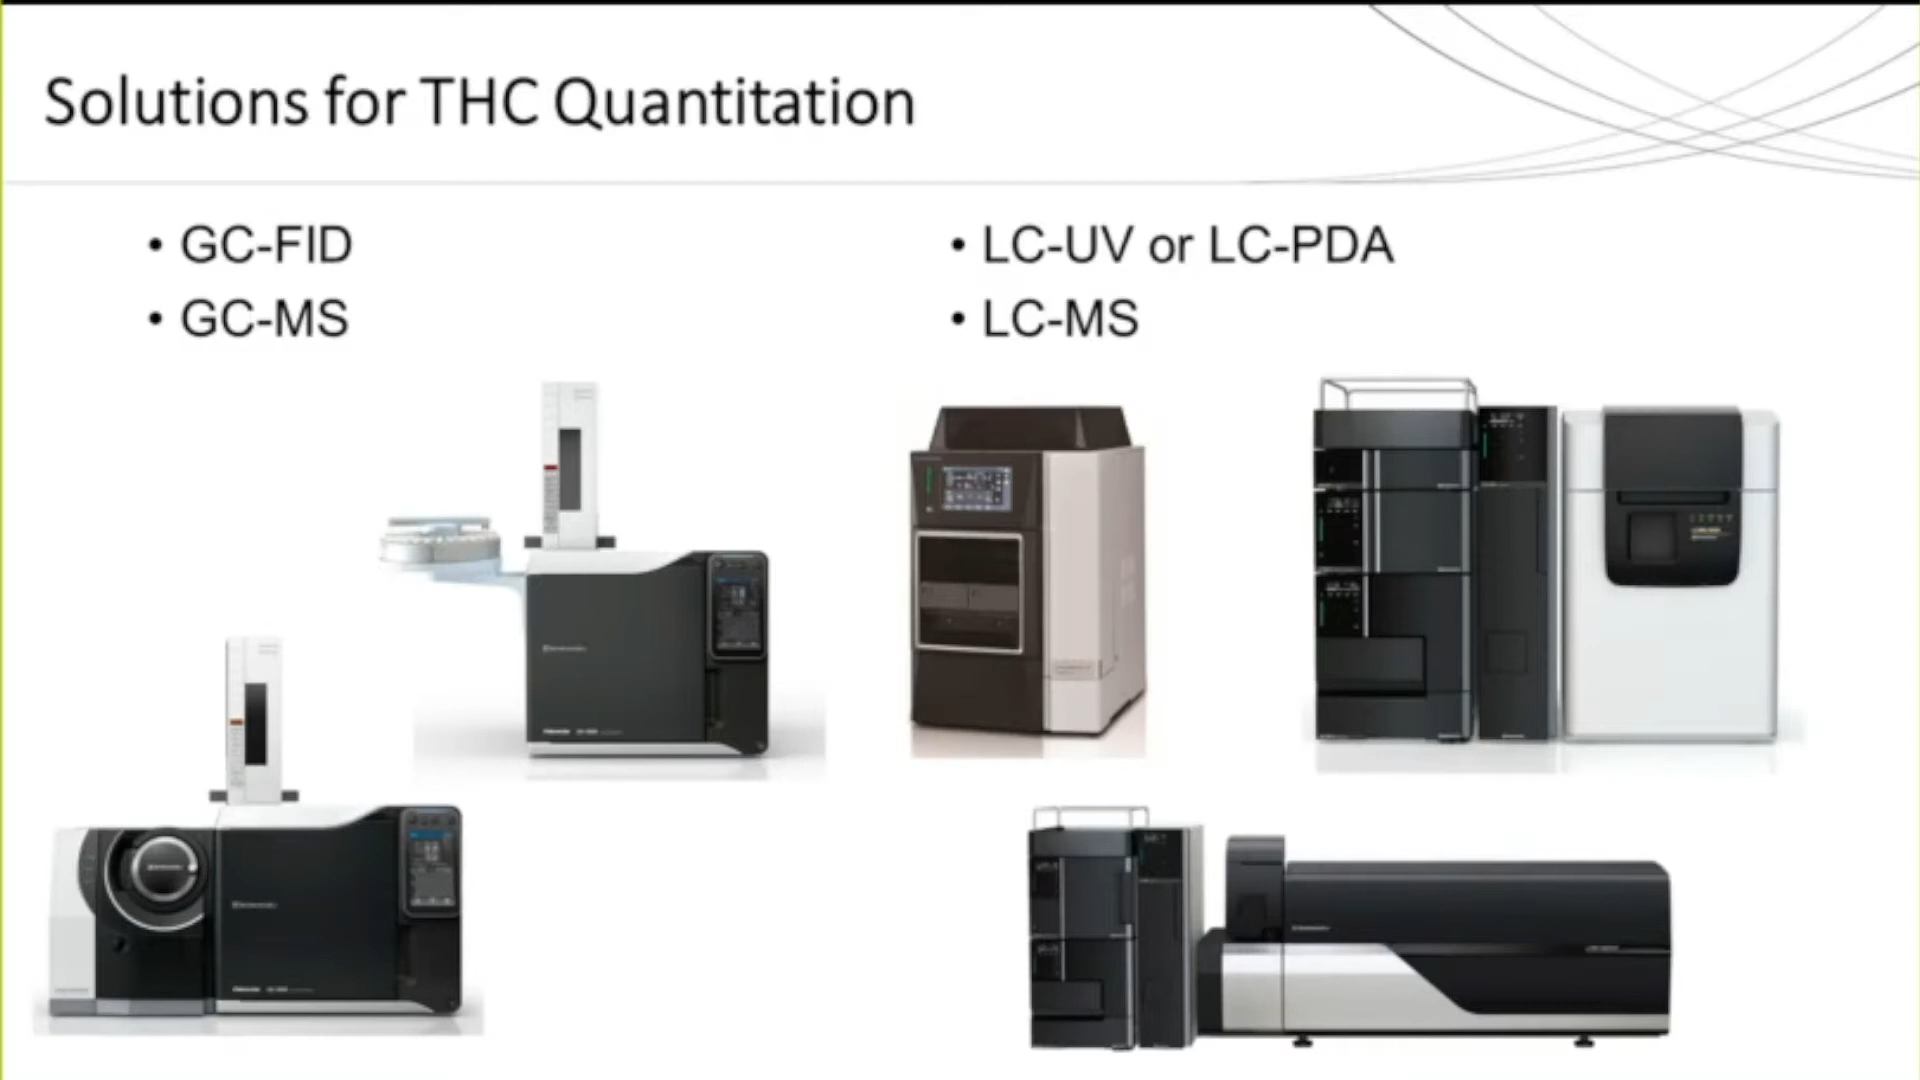 Solutions for THC Quantitation
• GC-FID
• GC-MS
• LC-UV or LC-PDA
• LC-MS